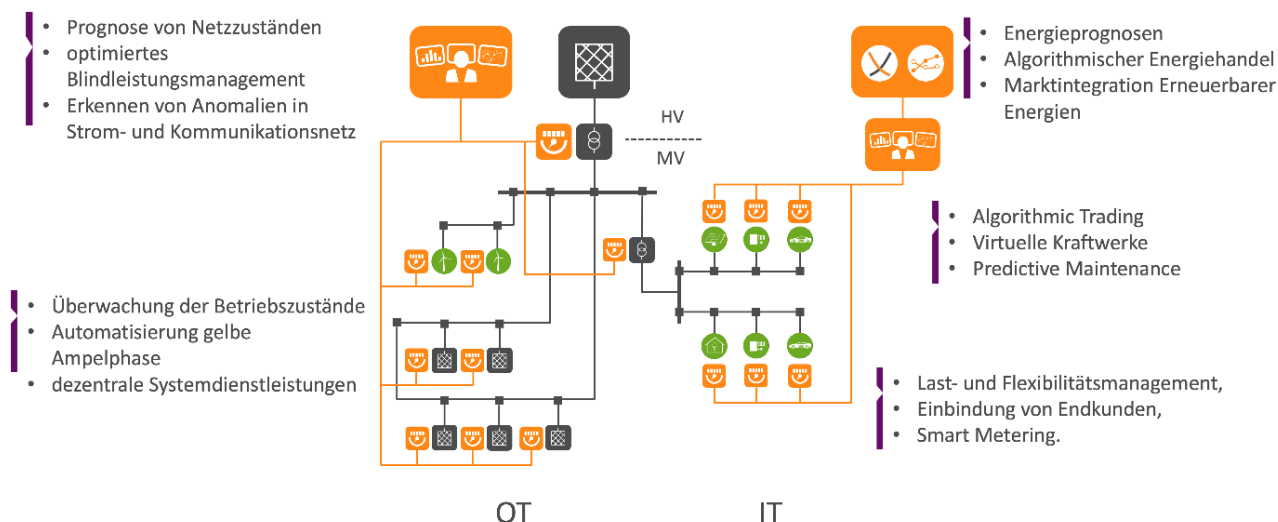 • Prognose von Netzzuständen
• optimiertes
Blindleistungsmanagement
• Erkennen von Anomalien in
Strom- und Kommunikationsnetz
HV
MV
• Energieprognosen
• Algorithmischer Energiehandel
• Marktintegration Erneuerbarer
Energien
• Algorithmic Trading
• Virtuelle Kraftwerke
• Predictive Maintenance
• Überwachung der Betriebszustände
• Automatisierung gelbe
Ampelphase
• dezentrale Systemdienstleistungen
• Last- und Flexibilitätsmanagement,
• Einbindung von Endkunden,
• Smart Metering.
OT
IT